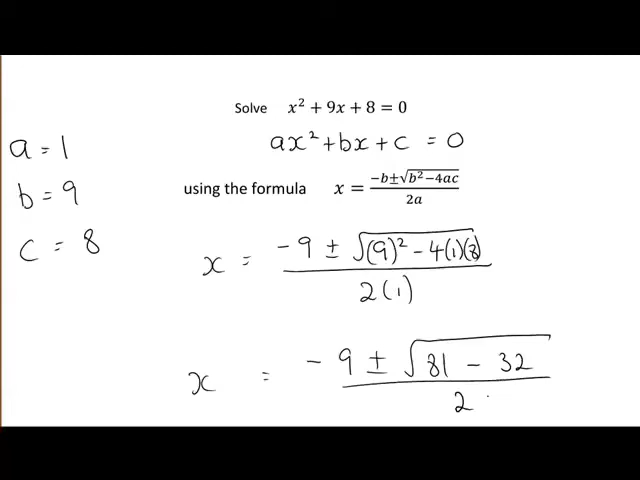 Solve x² + 9x + 8 = 0
a = 1
ax² + bx + c = 0
b = 9
using the formula x = (-b±√(b²−4ac))/(2a)
c = 8
x = (-9 ± √((9)² - 4(1)(8)))/(2(1))
x = (-9 ± √(81 - 32))/2